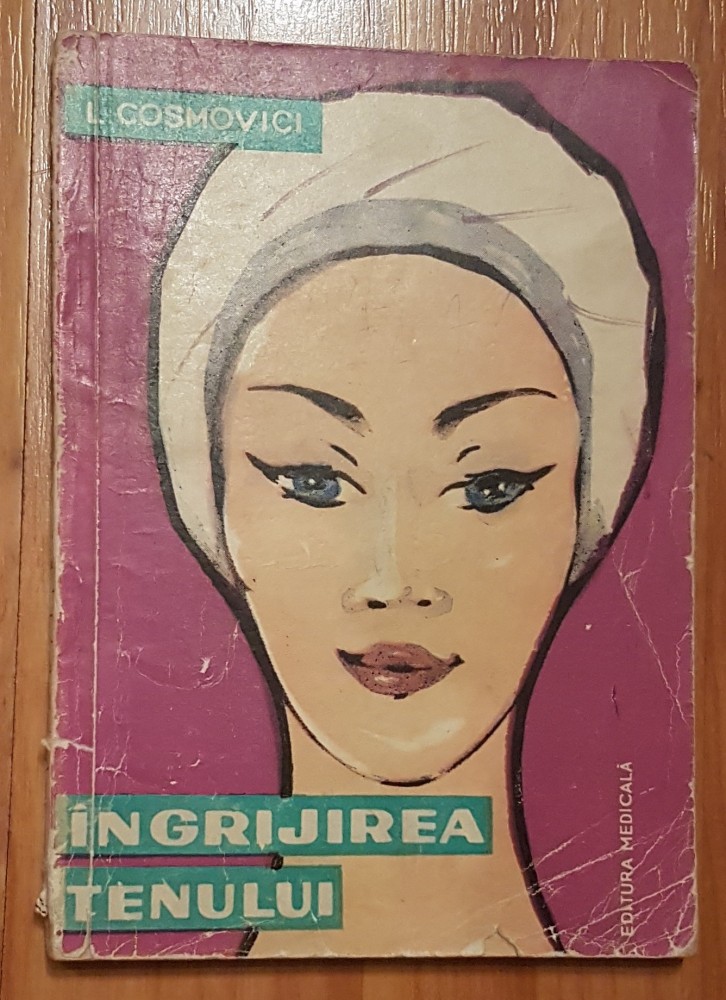 L. COSMOVICI
ÎNGRIJIREA
TENULUI
EDITURA MEDICALĂ